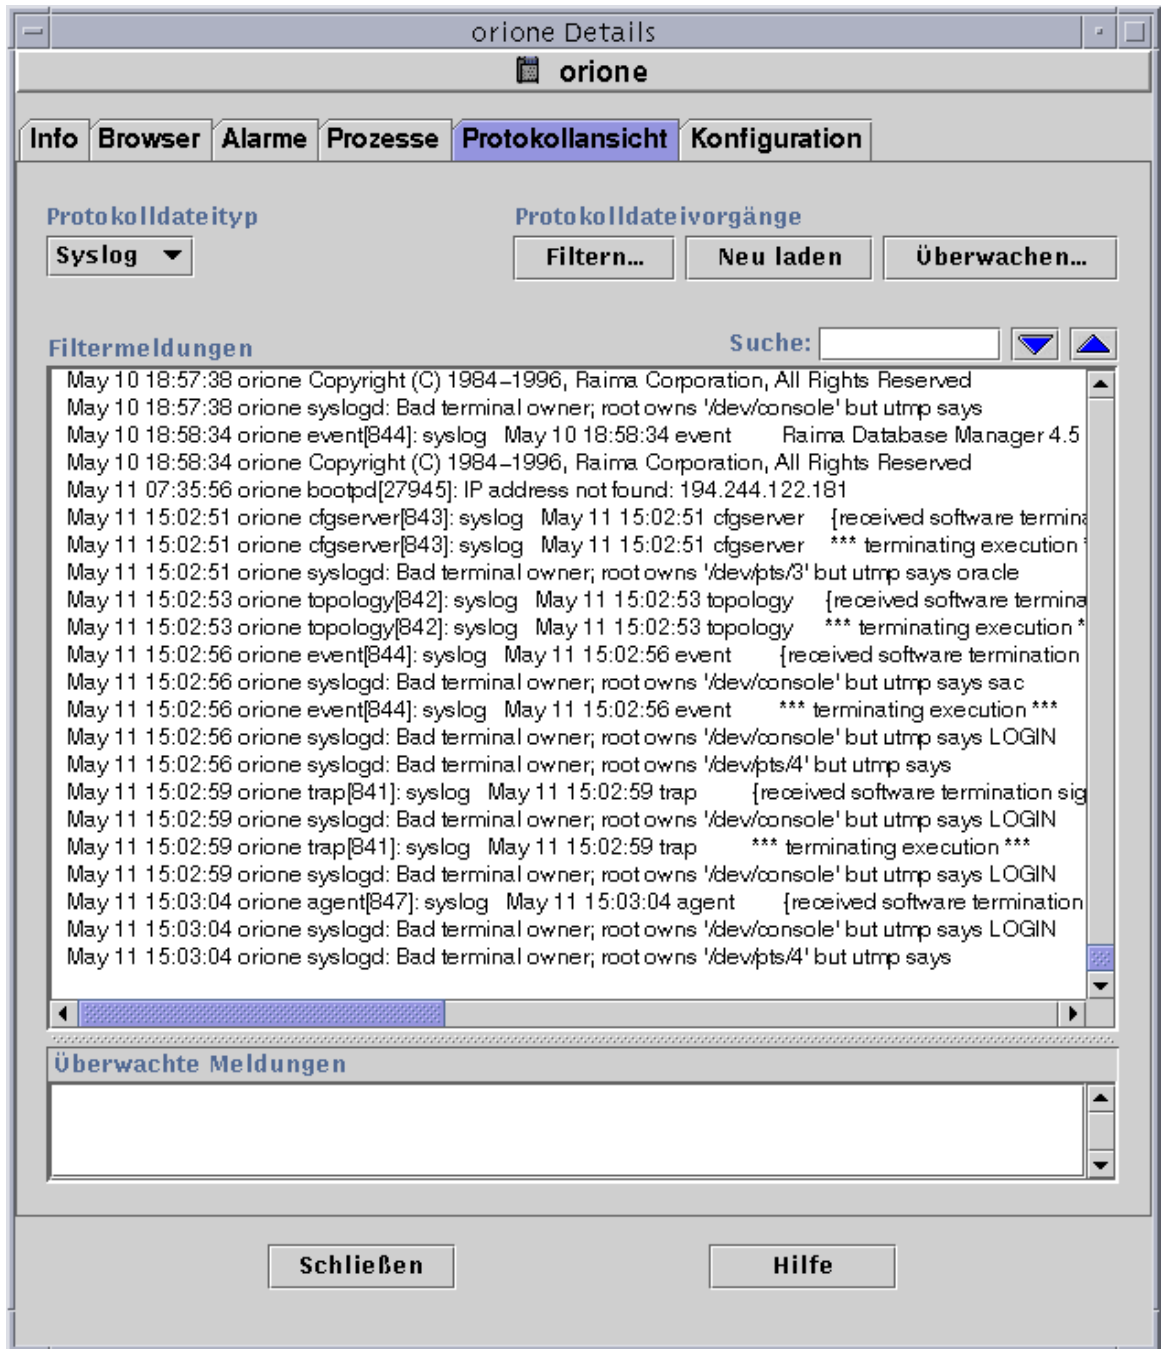 orione Details
orione
Info Browser Alarme Prozesse Protokollansicht Konfiguration
Protokolldateityp Protokolldateivorgänge
Syslog Filtern... Neu laden Überwachen...
Filtermeldungen Suche:
May 10 18:57:38 orione Copyright (C) 1984–1996, Raima Corporation, All Rights Reserved
May 10 18:57:38 orione syslogd: Bad terminal owner; root owns '/dev/console' but utmp says
May 10 18:58:34 orione event[844]: syslog May 10 18:58:34 event Raima Database Manager 4.5
May 10 18:58:34 orione Copyright (C) 1984–1996, Raima Corporation, All Rights Reserved
May 11 07:35:56 orione bootpd[27945]: IP address not found: 194.244.122.181
May 11 15:02:51 orione cfgserver[843]: syslog May 11 15:02:51 cfgserver {received software termina
May 11 15:02:51 orione cfgserver[843]: syslog May 11 15:02:51 cfgserver *** terminating execution *
May 11 15:02:51 orione syslogd: Bad terminal owner; root owns '/dev/pts/3' but utmp says oracle
May 11 15:02:53 orione topology[842]: syslog May 11 15:02:53 topology {received software termina
May 11 15:02:53 orione topology[842]: syslog May 11 15:02:53 topology *** terminating execution *
May 11 15:02:56 orione event[844]: syslog May 11 15:02:56 event {received software termination
May 11 15:02:56 orione syslogd: Bad terminal owner; root owns '/dev/console' but utmp says sac
May 11 15:02:56 orione event[844]: syslog May 11 15:02:56 event *** terminating execution ***
May 11 15:02:56 orione syslogd: Bad terminal owner; root owns '/dev/console' but utmp says LOGIN
May 11 15:02:56 orione syslogd: Bad terminal owner; root owns '/dev/pts/4' but utmp says
May 11 15:02:59 orione trap[841]: syslog May 11 15:02:59 trap {received software termination sig
May 11 15:02:59 orione syslogd: Bad terminal owner; root owns '/dev/console' but utmp says LOGIN
May 11 15:02:59 orione trap[841]: syslog May 11 15:02:59 trap *** terminating execution ***
May 11 15:02:59 orione syslogd: Bad terminal owner; root owns '/dev/console' but utmp says LOGIN
May 11 15:03:04 orione agent[847]: syslog May 11 15:03:04 agent {received software termination
May 11 15:03:04 orione syslogd: Bad terminal owner; root owns '/dev/console' but utmp says LOGIN
May 11 15:03:04 orione syslogd: Bad terminal owner; root owns '/dev/pts/4' but utmp says
Überwachte Meldungen
Schließen Hilfe